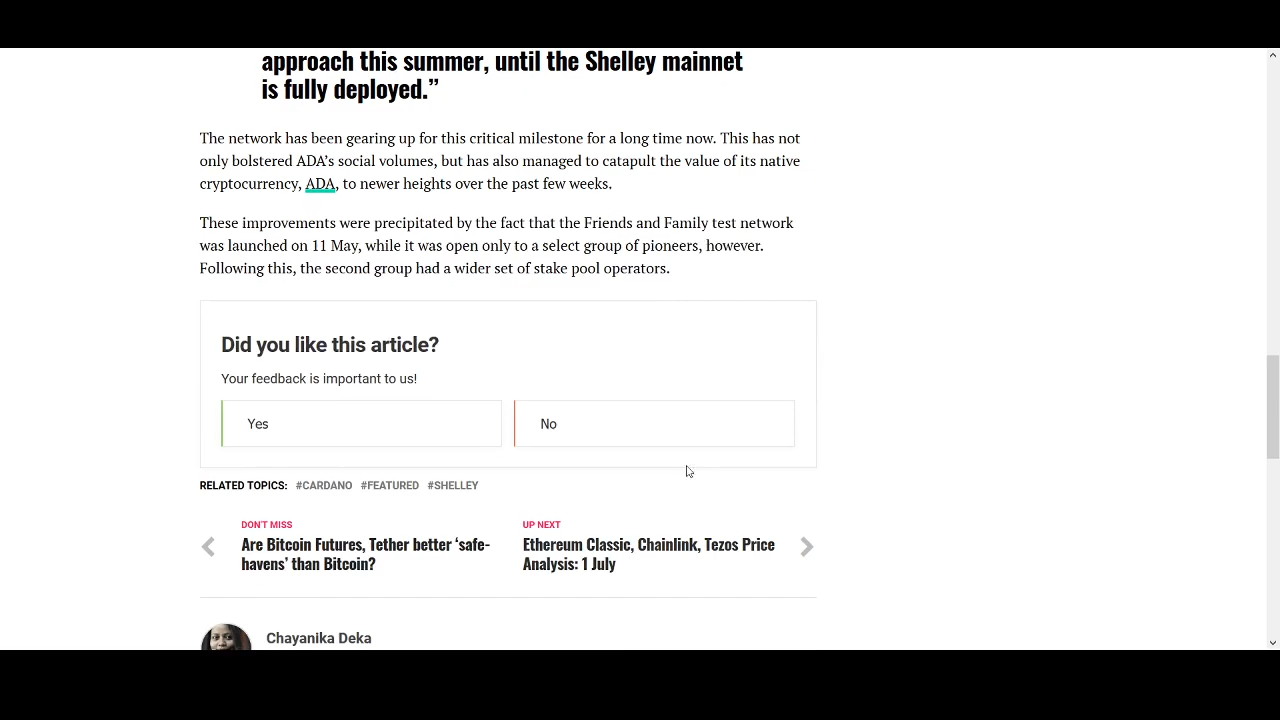 approach this summer, until the Shelley mainnet
is fully deployed.”
The network has been gearing up for this critical milestone for a long time now. This has not
only bolstered ADA’s social volumes, but has also managed to catapult the value of its native
cryptocurrency, ADA, to newer heights over the past few weeks.
These improvements were precipitated by the fact that the Friends and Family test network
was launched on 11 May, while it was open only to a select group of pioneers, however.
Following this, the second group had a wider set of stake pool operators.
Did you like this article?
Your feedback is important to us!
Yes
No
RELATED TOPICS: #CARDANO #FEATURED #SHELLEY
DON'T MISS
Are Bitcoin Futures, Tether better ‘safe-
havens’ than Bitcoin?
UP NEXT
Ethereum Classic, Chainlink, Tezos Price
Analysis: 1 July
Chayanika Deka